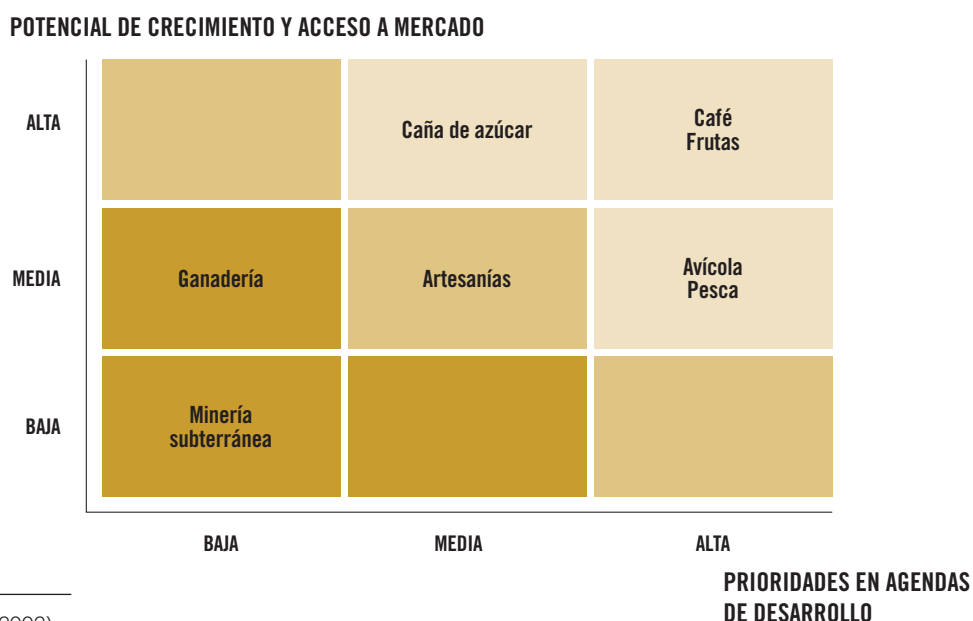 POTENCIAL DE CRECIMIENTO Y ACCESO A MERCADO
ALTA
Caña de azúcar
Café
Frutas
MEDIA
Ganadería
Artesanías
Avícola
Pesca
BAJA
Minería
subterránea
BAJA
MEDIA
ALTA
PRIORIDADES EN AGENDAS
DE DESARROLLO